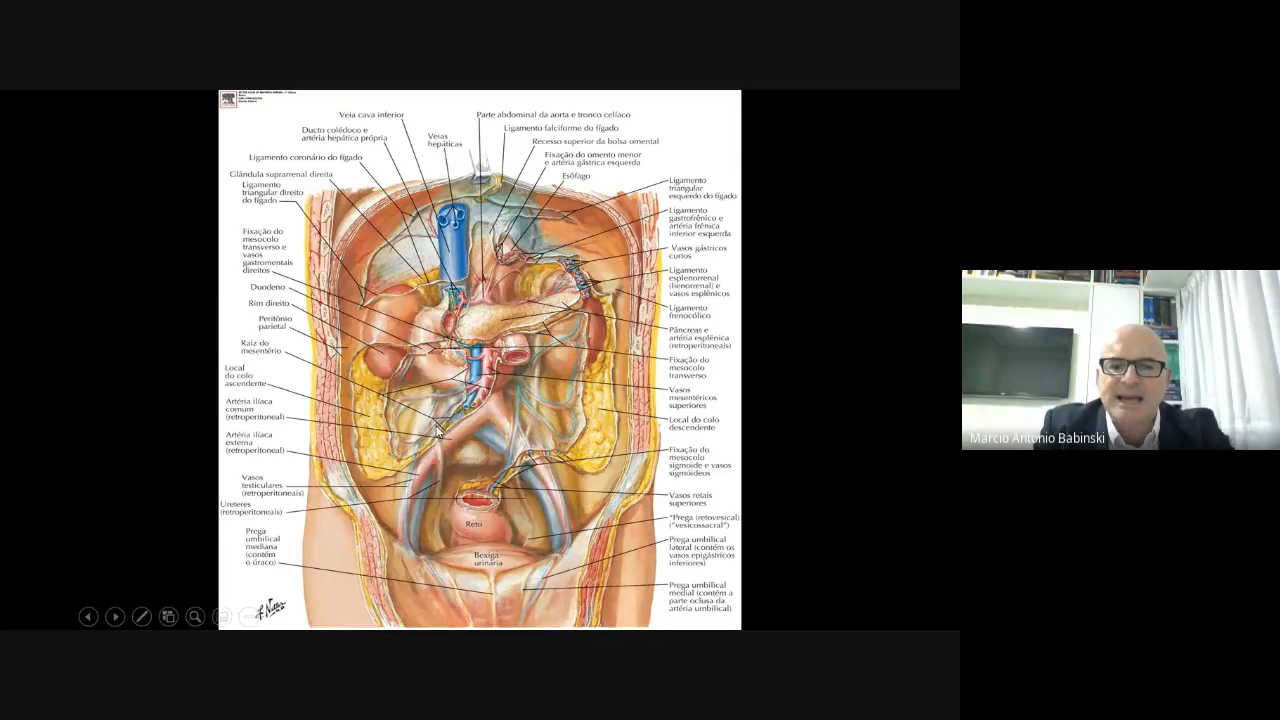 Veia cava inferior
Ducto colédoco e
artéria hepática própria
Veias
hepáticas
Parte abdominal da aorta e tronco celíaco
Ligamento falciforme do fígado
Recesso superior da bolsa omental
Fixação do omento menor
e artéria gástrica esquerda
Esôfago
Ligamento coronário do fígado
Glândula suprarrenal direita
Ligamento
triangular direito
do fígado
Fixação do
mesocolo
transverso e
vasos
gastromentais
direitos
Duodeno
Rim direito
Peritônio
parietal
Raiz do
mesentério
Local
do colo
ascendente
Artéria ilíaca
comum
(retroperitoneal)
Artéria ilíaca
externa
(retroperitoneal)
Vasos
testiculares
(retroperitoneais)
Ureteres
(retroperitoneais)
Prega
umbilical
mediana
(contém
o úraco)
Ligamento
triangular
esquerdo do fígado
Ligamento
gastrofrênico e
artéria frênica
inferior esquerda
Vasos gástricos
curtos
Ligamento
esplenorrenal
(lienorrenal) e
vasos esplênicos
Ligamento
frenocólico
Pâncreas e
artéria esplênica
(retroperitoneais)
Fixação do
mesocolo
transverso
Vasos
mesentéricos
superiores
Local do colo
descendente
Fixação do
mesocolo
sigmoide e vasos
sigmóideos
Vasos retais
superiores
"Prega (retovesical)
("vesicossacral")
Prega umbilical
lateral (contém os
vasos epigástricos
inferiores)
Prega umbilical
medial (contém a
parte oclusa da
artéria umbilical)
Reto
Bexiga
urinária
F. Netter
Marcio Antonio Babinski